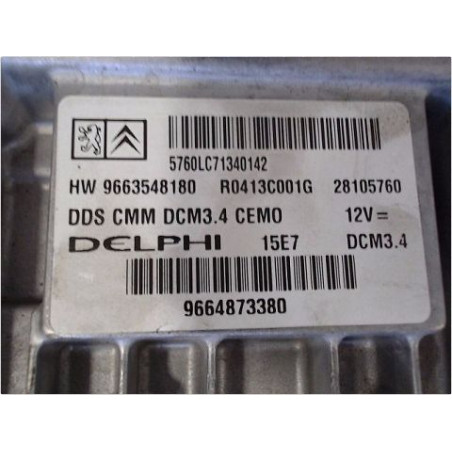 5760LC71340142
HW 9663548180 R0413C001G 28105760
DDS CMM DCM3.4 CEMO 12V=
DELPHI 15E7 DCM3.4
9664873380